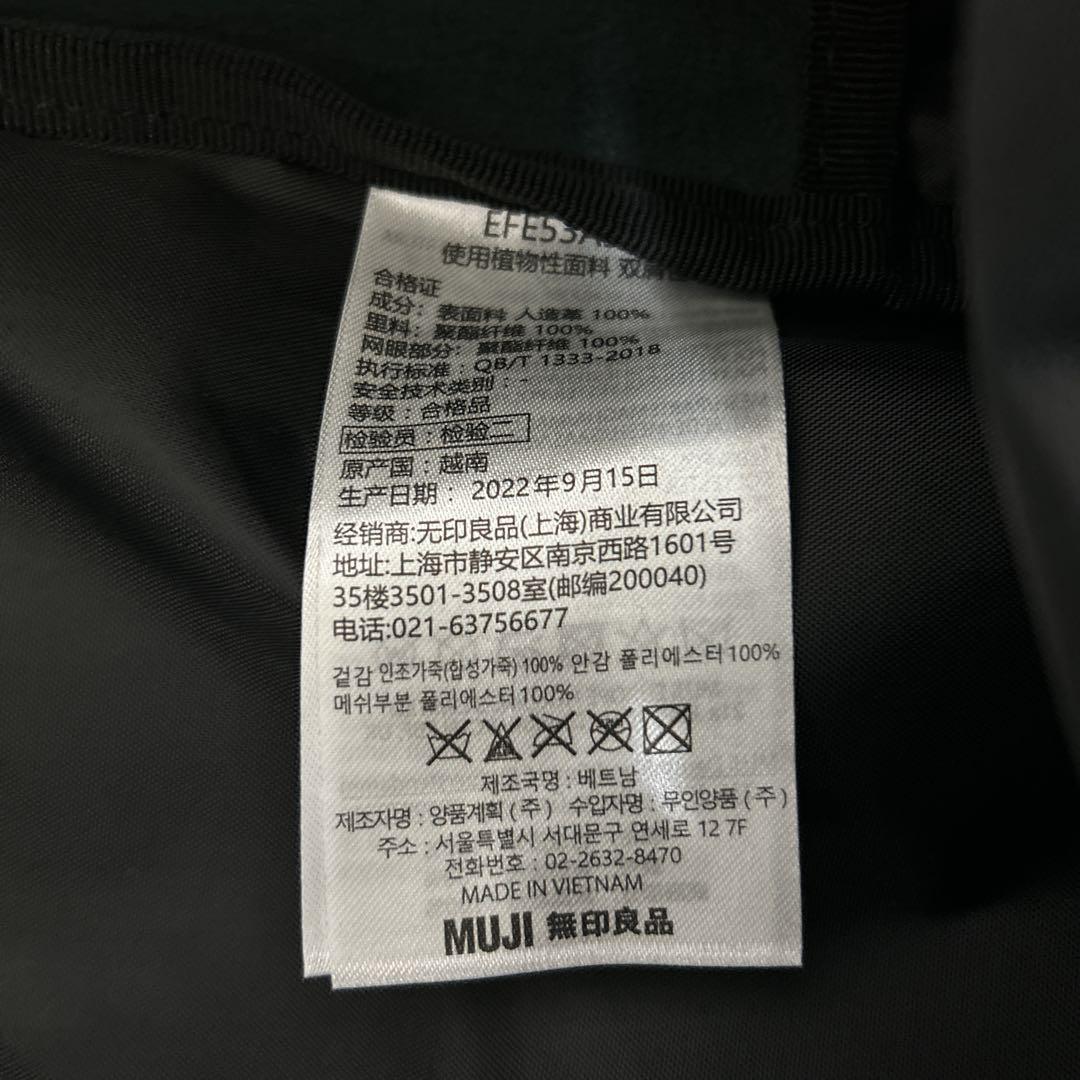 EFE53A
使用植物性面料 双肩
合格证
成分：表面料 人造革 100%
里料：聚酯纤维 100%
网眼部分：聚酯纤维 100%
执行标准：QB/T 1333-2018
安全技术类别：-
等级：合格品
检验员：检验二
原产国：越南
生产日期：2022年9月15日
经销商:无印良品(上海)商业有限公司
地址:上海市静安区南京西路1601号
35楼3501-3508室(邮编200040)
电话:021-63756677
겉감 인조가죽(합성가죽) 100% 안감 폴리에스터 100%
메쉬부분 폴리에스터 100%
제조국명 : 베트남
제조자명 : 양품계획 (주) 수입자명 : 무인양품 (주)
주소 : 서울특별시 서대문구 연세로 12 7F
전화번호 : 02-2632-8470
MADE IN VIETNAM
MUJI 無印良品